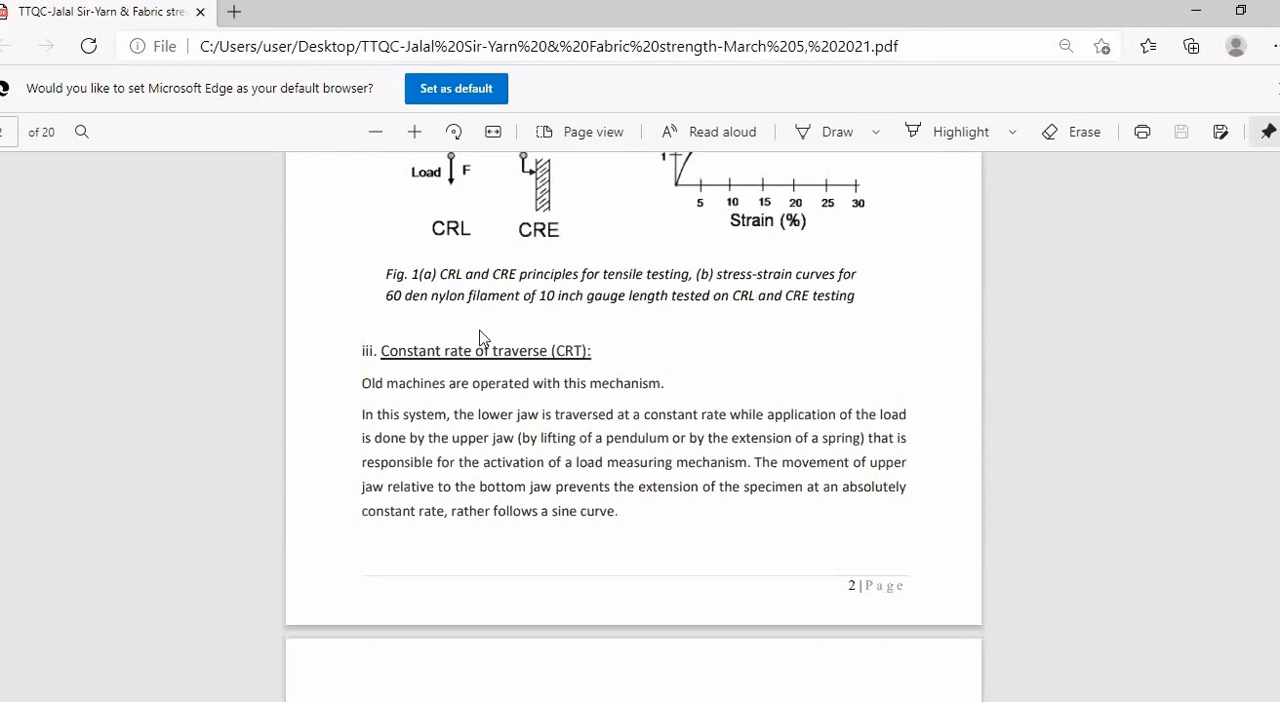 TTQC-Jalal Sir-Yarn & Fabric stre
File C:/Users/user/Desktop/TTQC-Jalal%20Sir-Yarn%20&%20Fabric%20strength-March%205,%202021.pdf
Would you like to set Microsoft Edge as your default browser? Set as default
2 of 20 Page view Read aloud Draw Highlight Erase
Load F 1
5 10 15 20 25 30
Strain (%)
CRL CRE
Fig. 1(a) CRL and CRE principles for tensile testing, (b) stress-strain curves for
60 den nylon filament of 10 inch gauge length tested on CRL and CRE testing
iii. Constant rate of traverse (CRT):
Old machines are operated with this mechanism.
In this system, the lower jaw is traversed at a constant rate while application of the load
is done by the upper jaw (by lifting of a pendulum or by the extension of a spring) that is
responsible for the activation of a load measuring mechanism. The movement of upper
jaw relative to the bottom jaw prevents the extension of the specimen at an absolutely
constant rate, rather follows a sine curve.
2 | Page